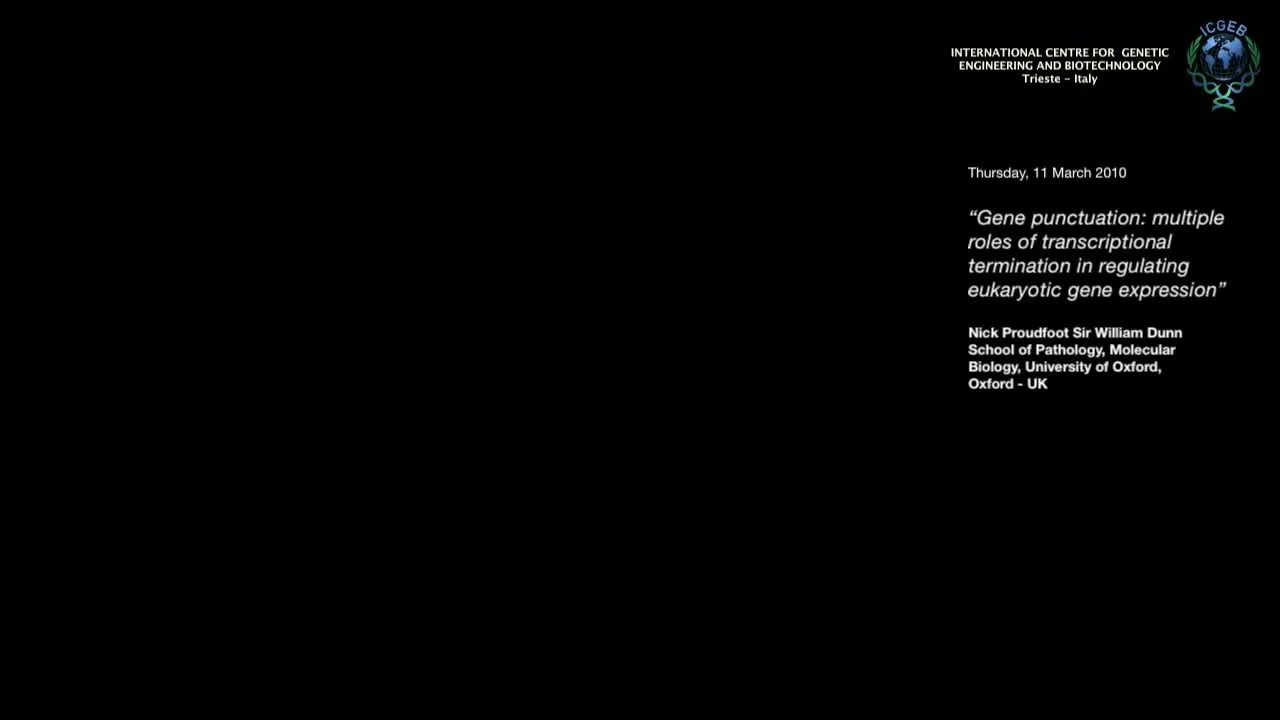 ICGEB
INTERNATIONAL CENTRE FOR GENETIC
ENGINEERING AND BIOTECHNOLOGY
Trieste – Italy
Thursday, 11 March 2010
“Gene punctuation: multiple
roles of transcriptional
termination in regulating
eukaryotic gene expression”
Nick Proudfoot Sir William Dunn
School of Pathology, Molecular
Biology, University of Oxford,
Oxford - UK